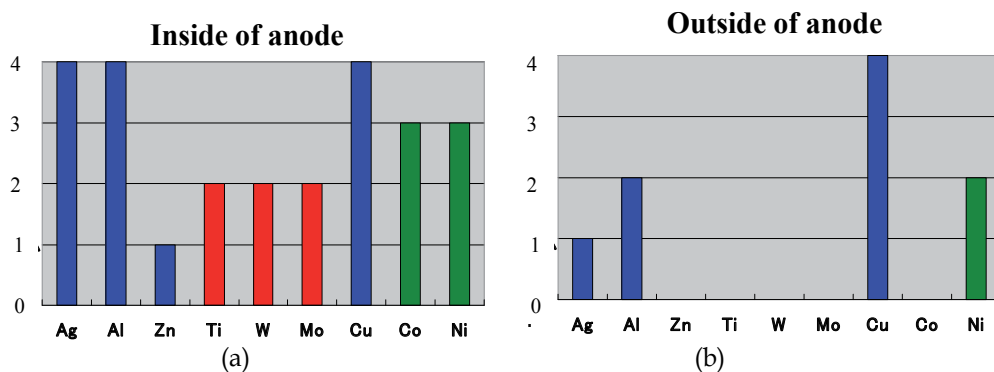 Inside of anode
4
3
2
1
0
Ag Al Zn Ti W Mo Cu Co Ni
(a)
Outside of anode
4
3
2
1
0
Ag Al Zn Ti W Mo Cu Co Ni
(b)